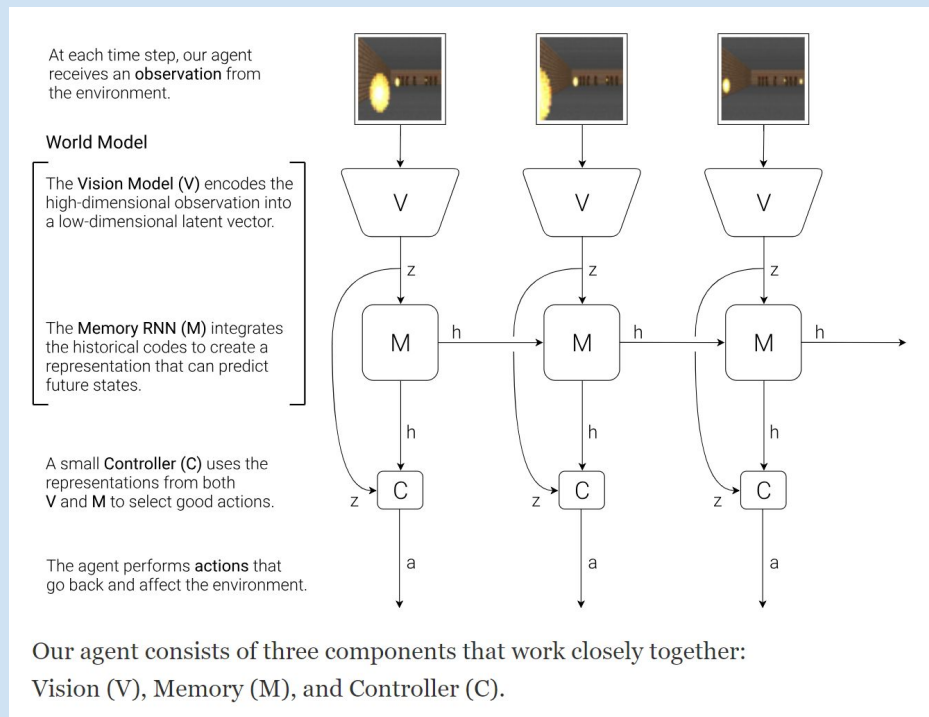 At each time step, our agent
receives an observation from
the environment.
World Model
The Vision Model (V) encodes the
high-dimensional observation into
a low-dimensional latent vector.
The Memory RNN (M) integrates
the historical codes to create a
representation that can predict
future states.
A small Controller (C) uses the
representations from both
V and M to select good actions.
The agent performs actions that
go back and affect the environment.
V
V
V
z
z
z
M
h
M
h
M
h
h
h
h
z
C
z
C
z
C
a
a
a
Our agent consists of three components that work closely together:
Vision (V), Memory (M), and Controller (C).